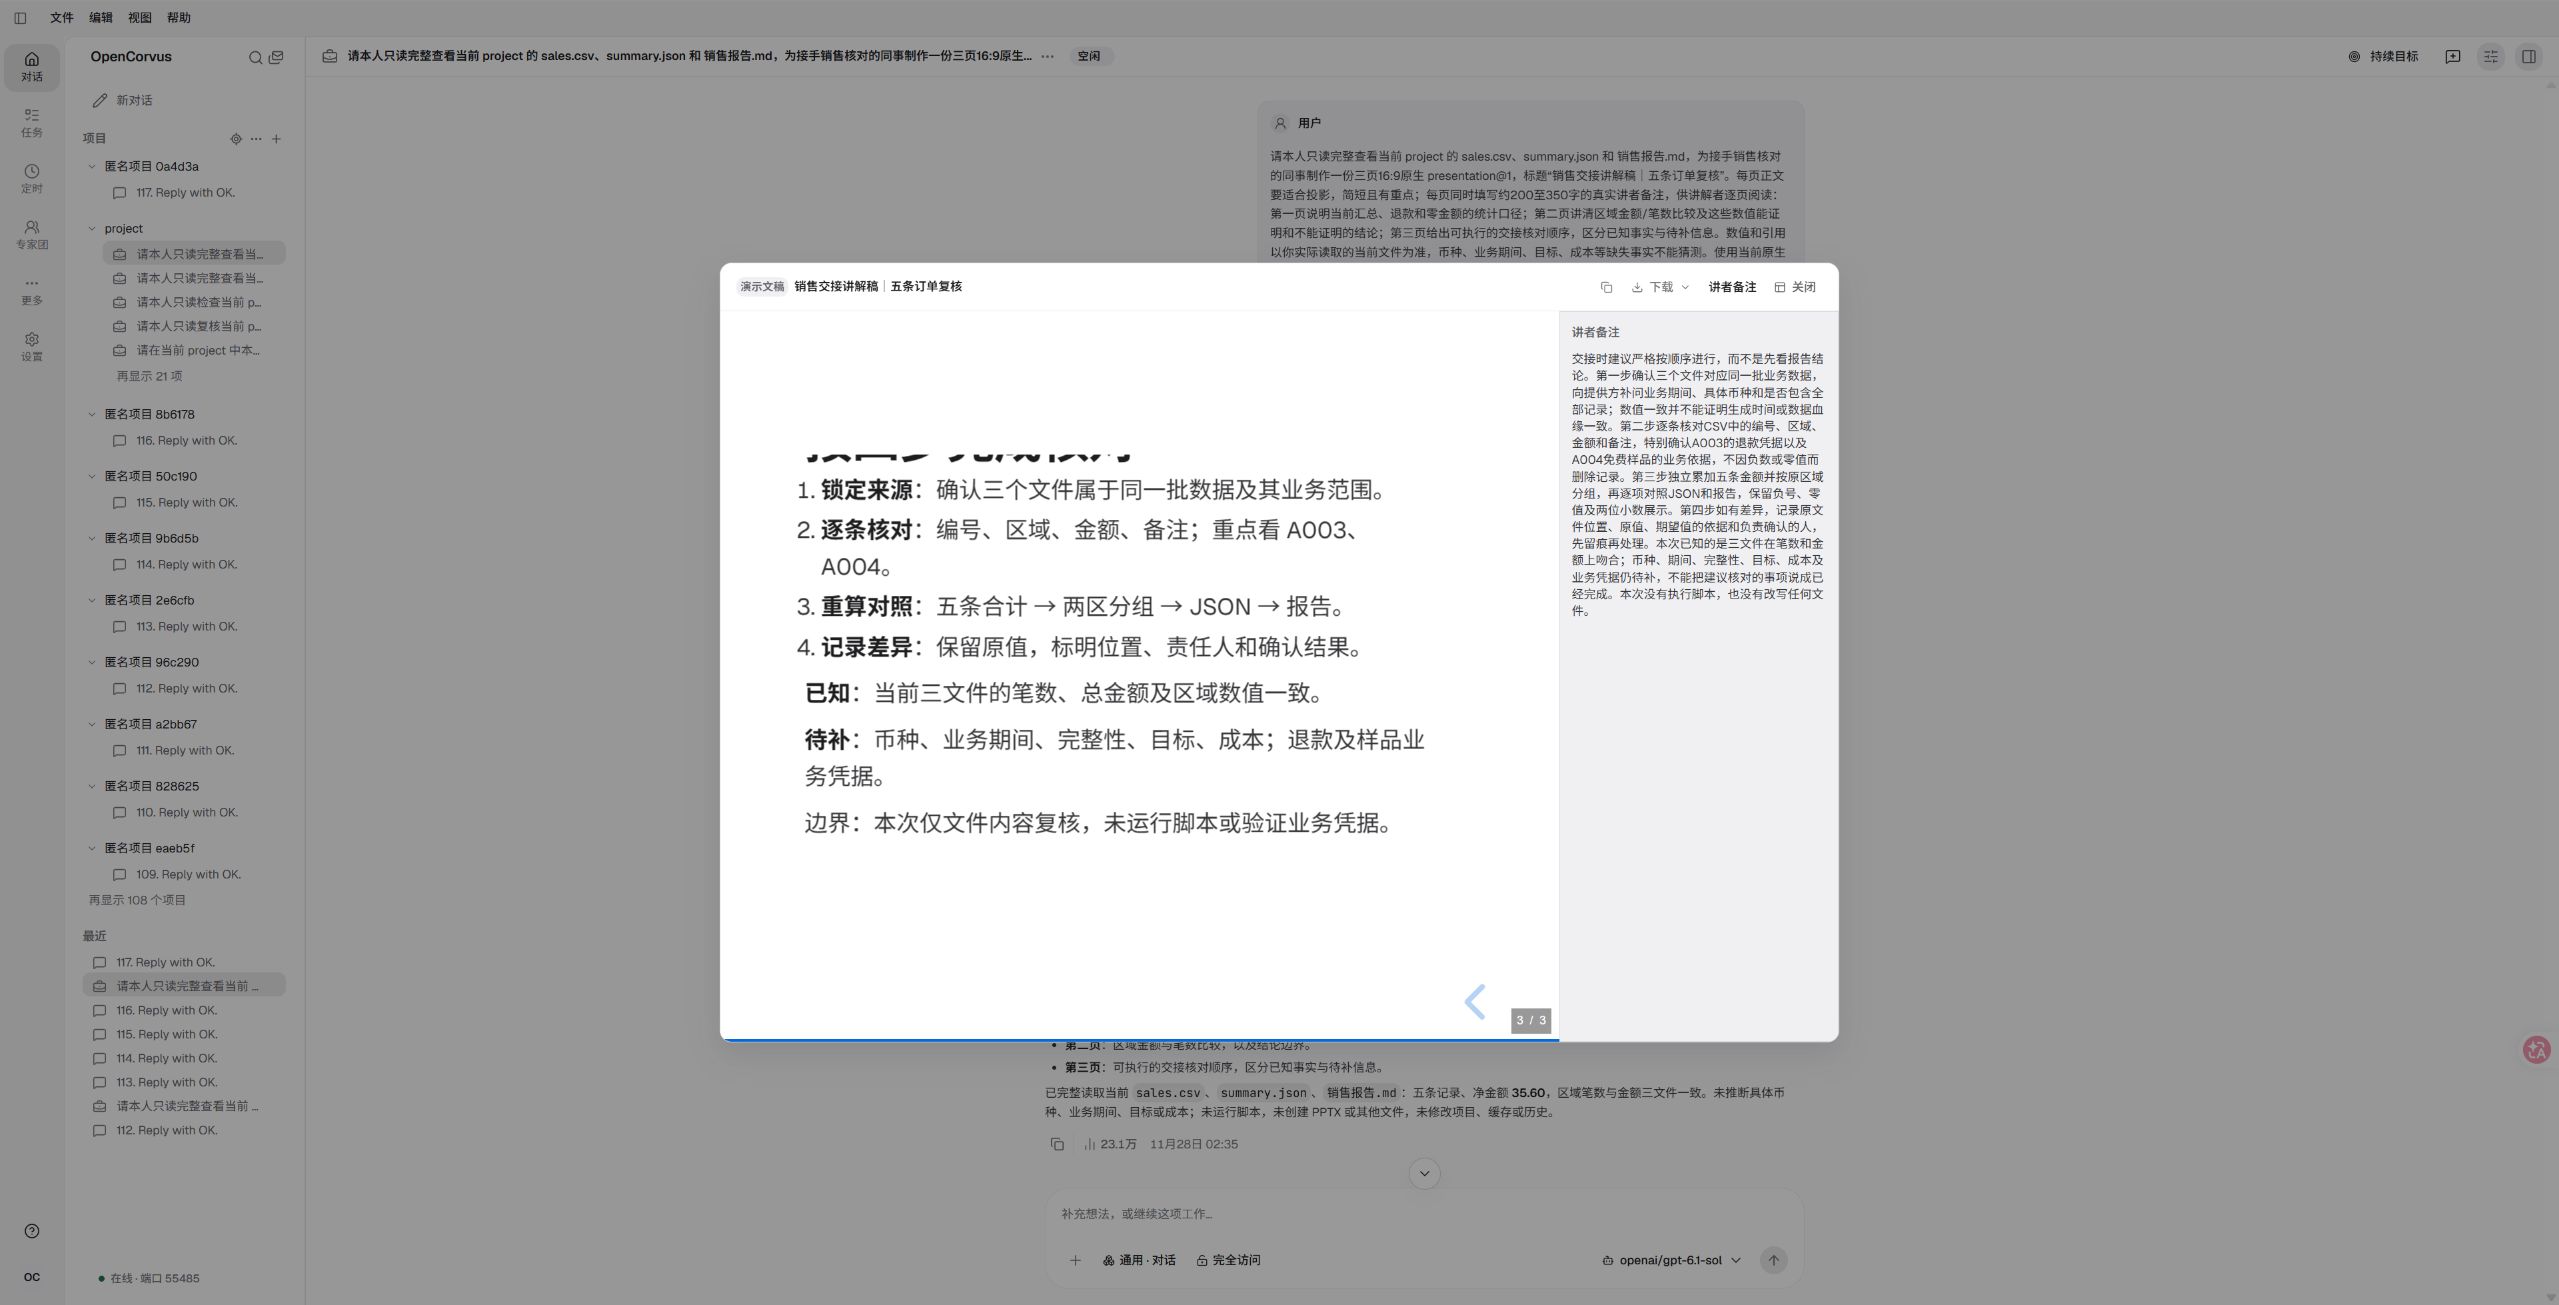 文件 编辑 视图 帮助
对话
任务
定时
专家团
更多
设置
OC
OpenCorvus
新对话
项目
匿名项目 0a4d3a
117. Reply with OK.
project
请本人只读完整查看当...
请本人只读完整查看当...
请本人只读检查当前 p...
请本人只读复核当前 p...
请在当前 project 中本...
再显示 21 项
匿名项目 8b6178
116. Reply with OK.
匿名项目 50c190
115. Reply with OK.
匿名项目 9b6d5b
114. Reply with OK.
匿名项目 2e6cfb
113. Reply with OK.
匿名项目 96c290
112. Reply with OK.
匿名项目 a2bb67
111. Reply with OK.
匿名项目 828625
110. Reply with OK.
匿名项目 eaeb5f
109. Reply with OK.
再显示 108 个项目
最近
117. Reply with OK.
请本人只读完整查看当前 ...
116. Reply with OK.
115. Reply with OK.
114. Reply with OK.
113. Reply with OK.
请本人只读完整查看当前 ...
112. Reply with OK.
在线 · 端口 55485
请本人只读完整查看当前 project 的 sales.csv、summary.json 和 销售报告.md，为接手销售核对的同事制作一份三页16:9原生... ··· 空闲
持续目标
用户
请本人只读完整查看当前 project 的 sales.csv、summary.json 和 销售报告.md，为接手销售核对
的同事制作一份三页16:9原生 presentation@1，标题“销售交接讲解稿｜五条订单复核”。每页正文
要适合投影，简短且有重点；每页同时填写约200至350字的真实讲者备注，供讲解者逐页阅读：
第一页说明当前汇总、退款和零金额的统计口径；第二页讲清区域金额/笔数比较及这些数值能证
明和不能证明的结论；第三页给出可执行的交接核对顺序，区分已知事实与待补信息。数值和引用
以你实际读取的当前文件为准，币种、业务期间、目标、成本等缺失事实不能猜测。使用当前原生
演示文稿 销售交接讲解稿｜五条订单复核
下载 讲者备注 关闭
1. 锁定来源：确认三个文件属于同一批数据及其业务范围。
2. 逐条核对：编号、区域、金额、备注；重点看 A003、
A004。
3. 重算对照：五条合计 → 两区分组 → JSON → 报告。
4. 记录差异：保留原值，标明位置、责任人和确认结果。
已知：当前三文件的笔数、总金额及区域数值一致。
待补：币种、业务期间、完整性、目标、成本；退款及样品业
务凭据。
边界：本次仅文件内容复核，未运行脚本或验证业务凭据。
3 / 3
讲者备注
交接时建议严格按顺序进行，而不是先看报告结
论。第一步确认三个文件对应同一批业务数据，
向提供方补问业务期间、具体币种和是否包含全
部记录；数值一致并不能证明生成时间或数据血
缘一致。第二步逐条核对CSV中的编号、区域、
金额和备注，特别确认A003的退款凭据以及
A004免费样品的业务依据，不因负数或零值而
删除记录。第三步独立累加五条金额并按原区域
分组，再逐项对照JSON和报告，保留负号、零
值及两位小数展示。第四步如有差异，记录原文
件位置、原值、期望值的依据和负责确认的人，
先留痕再处理。本次已知的是三文件在笔数和金
额上吻合；币种、期间、完整性、目标、成本及
业务凭据仍待补，不能把建议核对的事项说成已
经完成。本次没有执行脚本，也没有改写任何文
件。
第二页：区域金额与笔数比较，以及结论边界。
第三页：可执行的交接核对顺序，区分已知事实与待补信息。
已完整读取当前 sales.csv、summary.json、销售报告.md：五条记录、净金额 35.60，区域笔数与金额三文件一致。未推断具体币
种、业务期间、目标或成本；未运行脚本，未创建 PPTX 或其他文件，未修改项目、缓存或历史。
23.1万 11月28日 02:35
补充想法，或继续这项工作...
通用 · 对话 完全访问
openai/gpt-6.1-sol